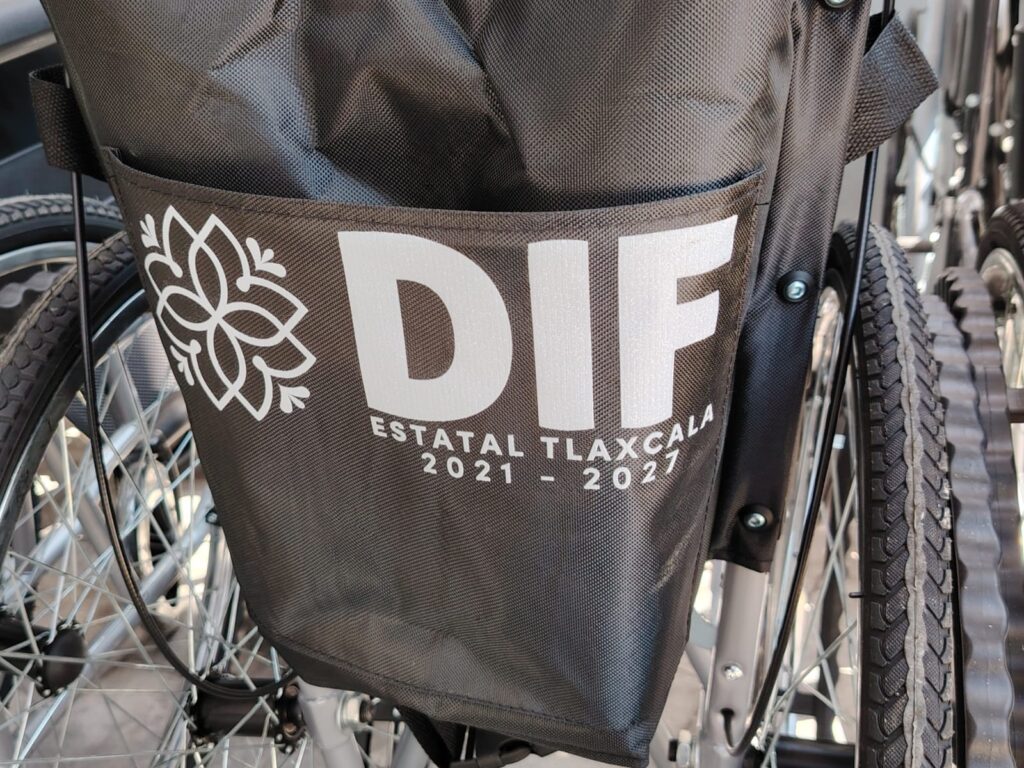 DIF
ESTATAL TLAXCALA
2021 - 2027